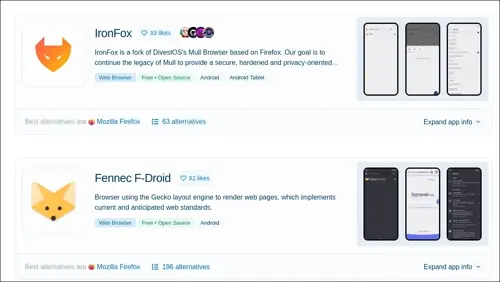 IronFox 33 likes
IronFox is a fork of DivestOS's Mull Browser based on Firefox. Our goal is to
continue the legacy of Mull to provide a secure, hardened and privacy-oriented...
Web Browser Free • Open Source Android Android Tablet
Best alternatives are Mozilla Firefox 63 alternatives Expand app info
Fennec F-Droid 92 likes
Browser using the Gecko layout engine to render web pages, which implements
current and anticipated web standards.
Web Browser Free • Open Source Android
Best alternatives are Mozilla Firefox 196 alternatives Expand app info